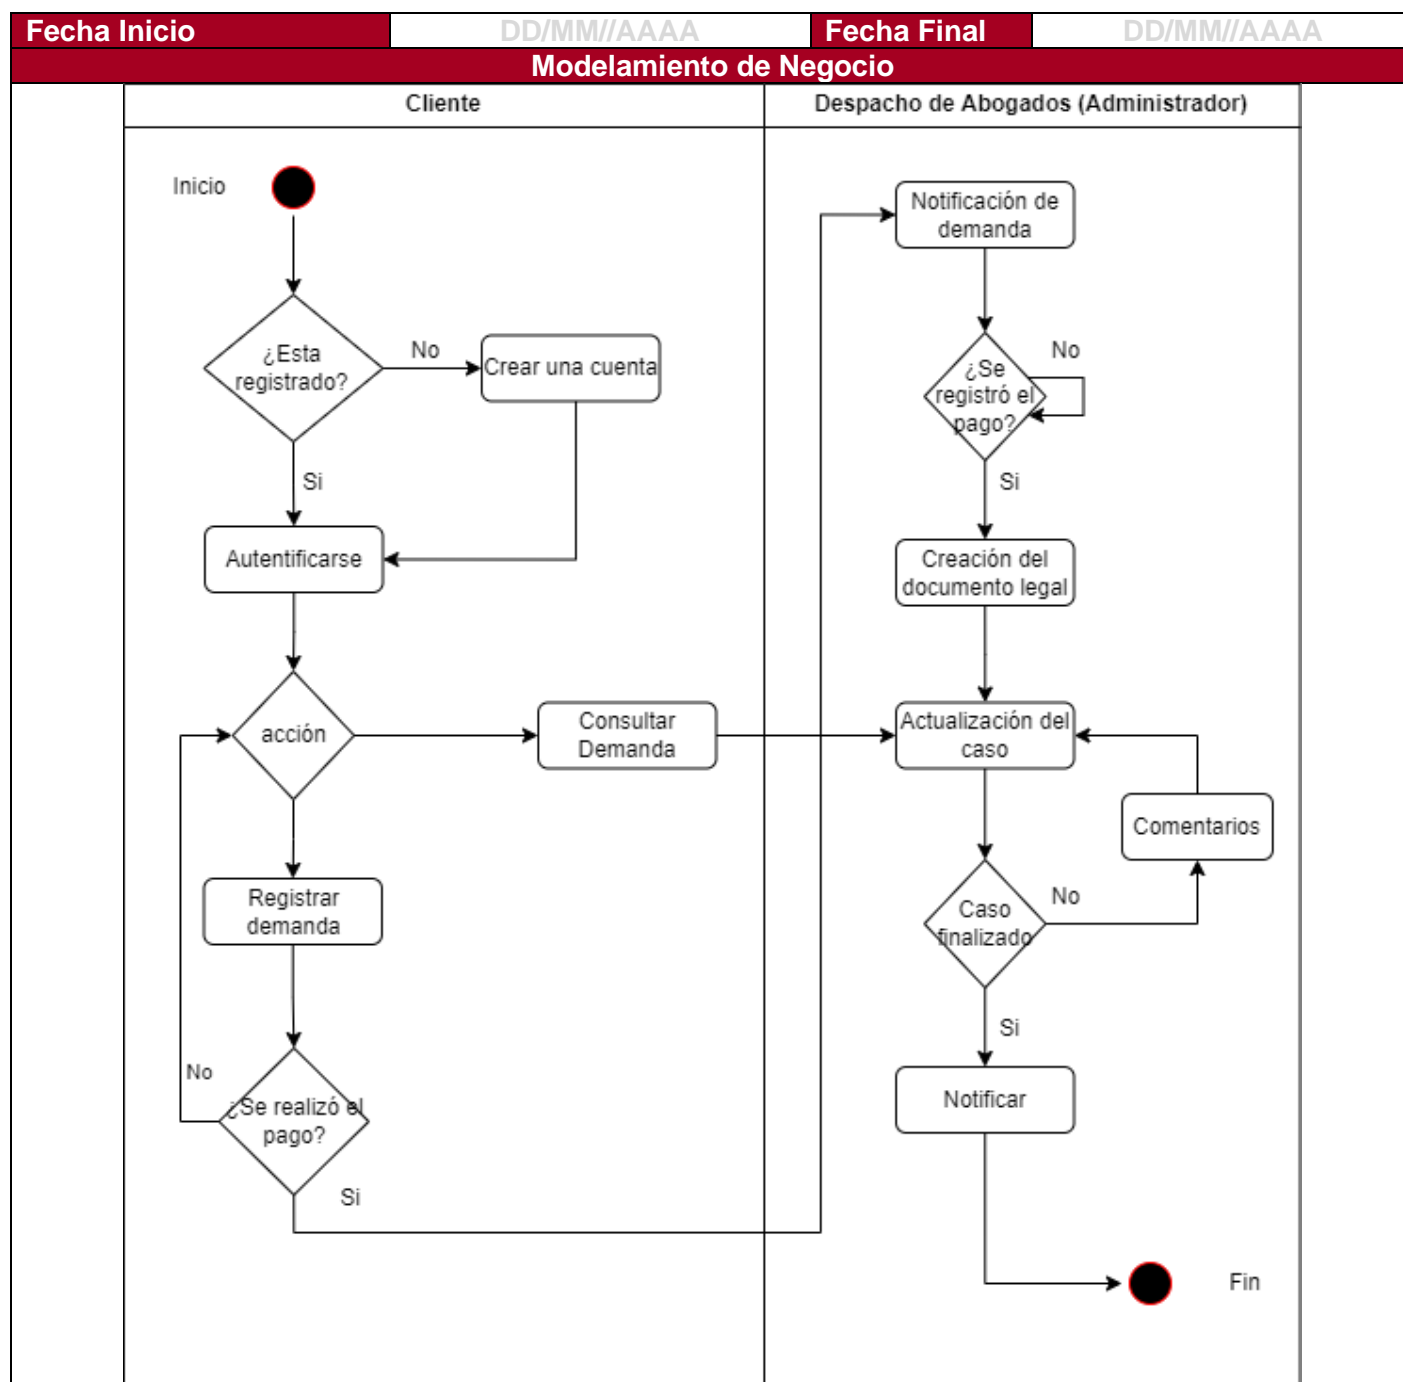 Fecha Inicio DD/MM//AAAA Fecha Final DD/MM//AAAA
Modelamiento de Negocio
Cliente
Despacho de Abogados (Administrador)
Inicio
¿Esta
registrado?
No
Crear una cuenta
Si
Autentificarse
acción
Consultar
Demanda
Registrar
demanda
No
¿Se realizó el
pago?
Si
Notificación de
demanda
¿Se
registró el
pago?
No
Si
Creación del
documento legal
Actualización del
caso
Comentarios
Caso
finalizado
No
Si
Notificar
Fin